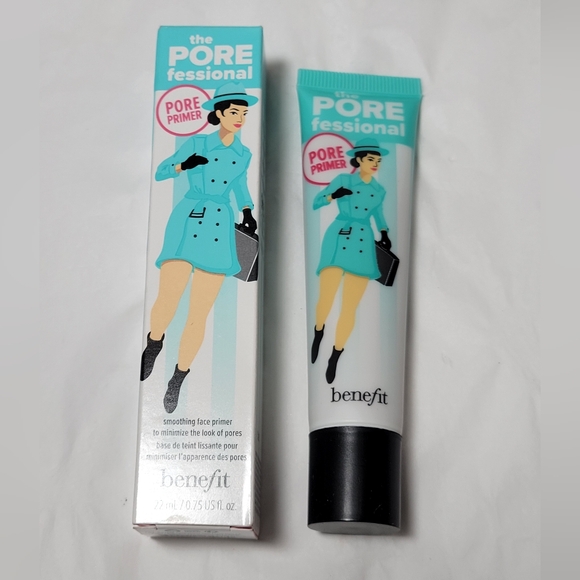 the
PORE
fessional
PORE
PRIMER
smoothing face primer
to minimize the look of pores
base de teint lissante pour
minimiser l'apparence des pores
benefit
22 mL / 0.75 US fl. oz.
the
PORE
fessional
PORE
PRIMER
benefit